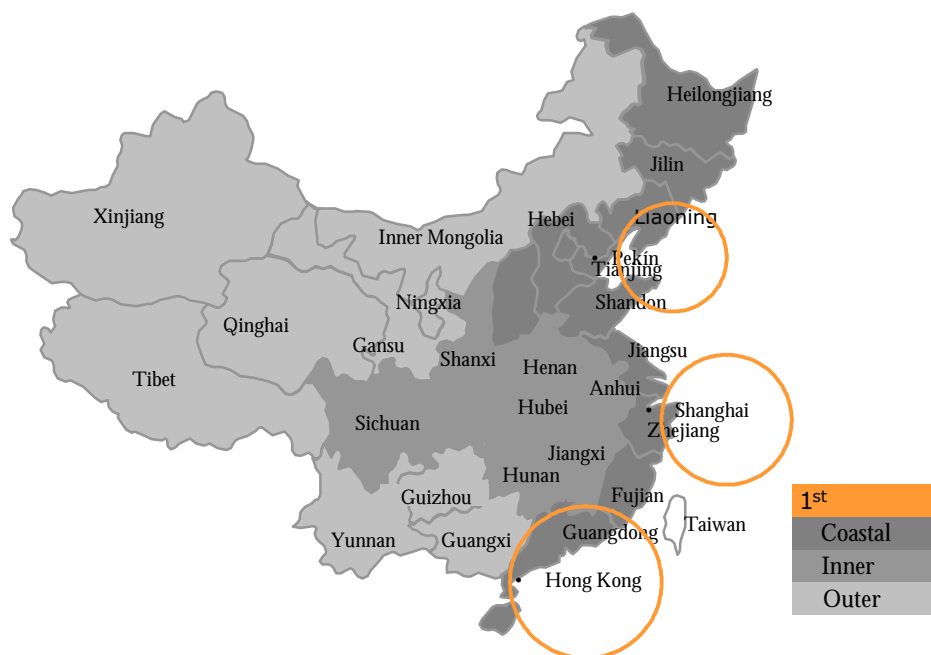 Heilongjiang
Jilin
Xinjiang
Hebei
Liaoning
Inner Mongolia
Pekín
Tianjing
Ningxia
Shandon
Qinghai
Gansu
Shanxi
Jiangsu
Henan
Tibet
Anhui
Hubei
Shanghai
Sichuan
Zhejiang
Jiangxi
Hunan
Guizhou
Fujian
1st
Taiwan
Yunnan
Guangxi
Guangdong
Coastal
Inner
Hong Kong
Outer